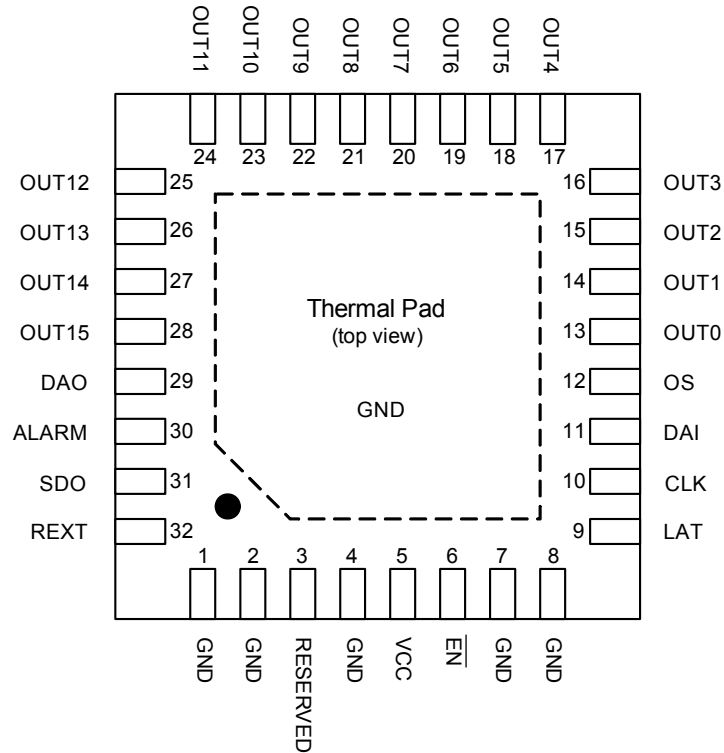 OUT11
OUT10
OUT9
OUT8
OUT7
OUT6
OUT5
OUT4
24
23
22
21
20
19
18
17
OUT12
25
16
OUT3
OUT13
26
15
OUT2
OUT14
27
14
OUT1
OUT15
28
13
OUT0
DAO
29
12
OS
ALARM
30
11
DAI
SDO
31
10
CLK
REXT
32
9
LAT
Thermal Pad
(top view)
GND
1
2
3
4
5
6
7
8
GND
GND
RESERVED
GND
VCC
EN
GND
GND